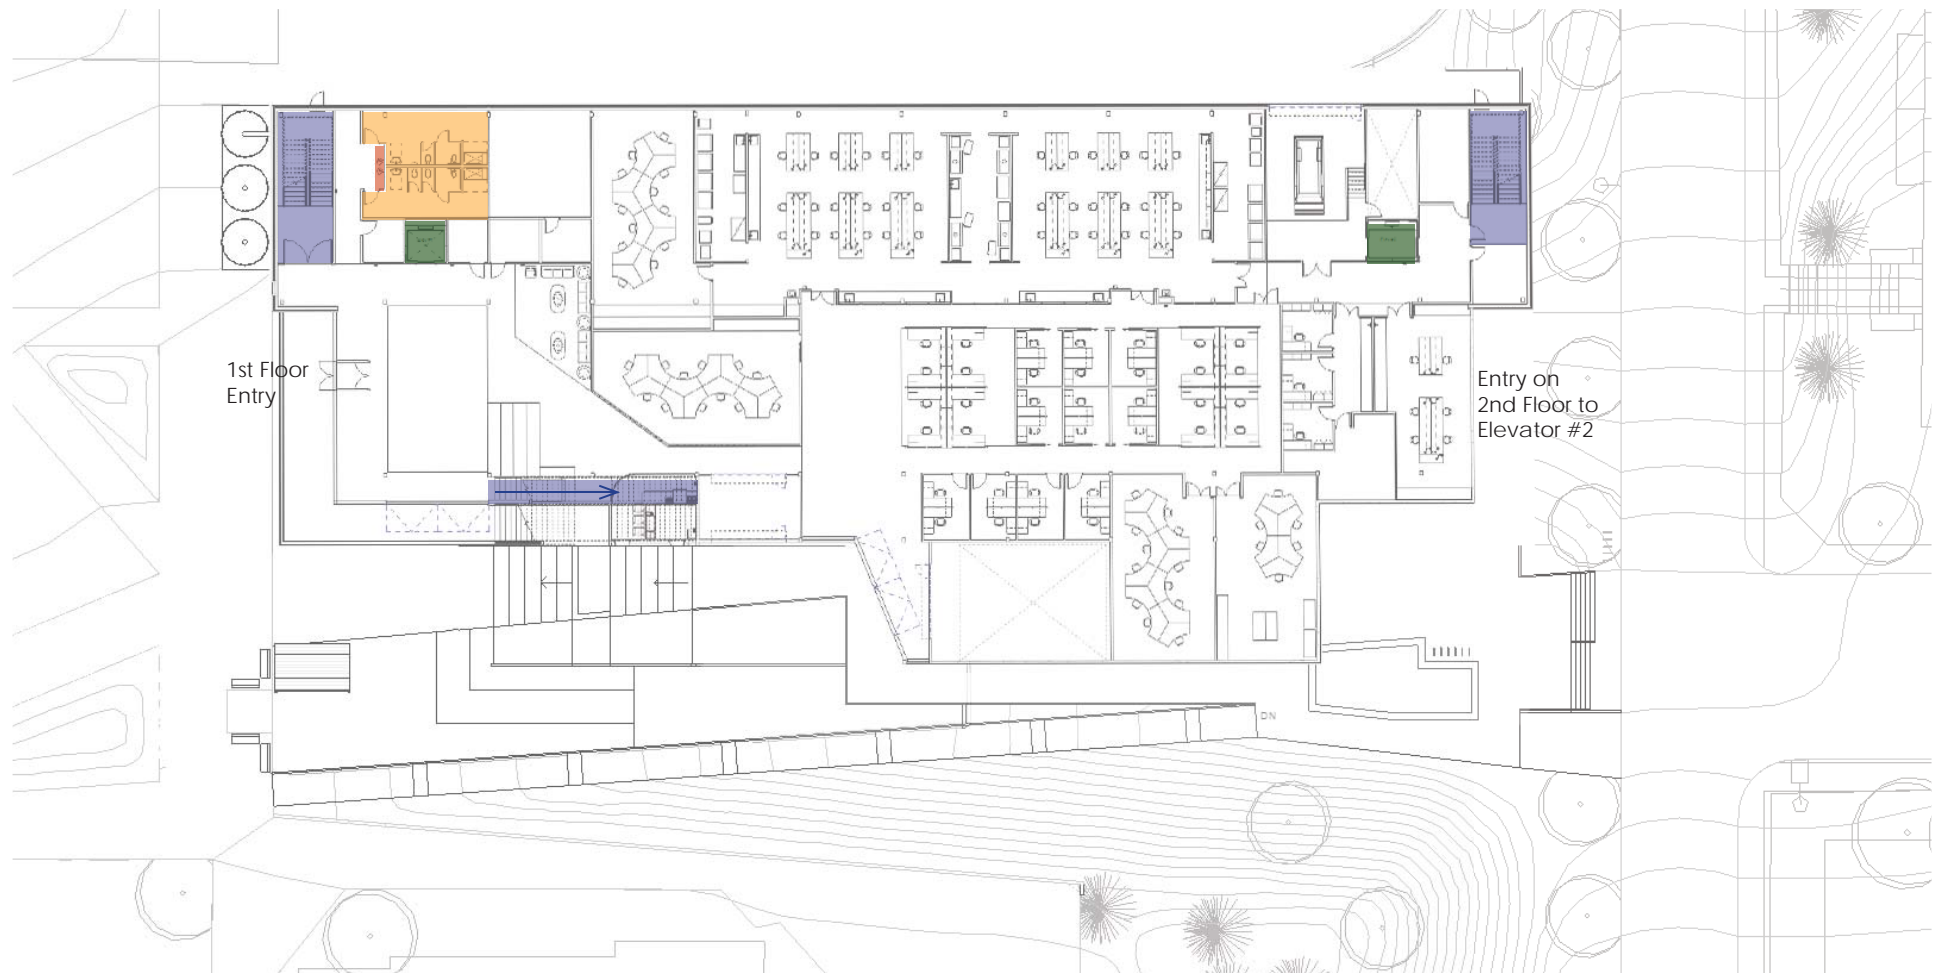 1st Floor
Entry
Entry on
2nd Floor to
Elevator #2
DN